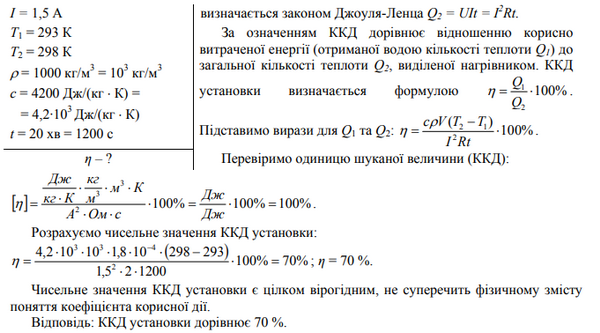 I = 1,5 А
T₁ = 293 К
T₂ = 298 К
ρ = 1000 кг/м³ = 10³ кг/м³
c = 4200 Дж/(кг · К) =
= 4,2·10³ Дж/(кг · К)
t = 20 хв = 1200 с
η – ?
визначається законом Джоуля-Ленца Q2 = UIt = I²Rt.
За означенням ККД дорівнює відношенню корисно
витраченої енергії (отриманої водою кількості теплоти Q₁) до
загальної кількості теплоти Q₂, виділеної нагрівником. ККД
установки визначається формулою η = Q₁/Q₂ · 100% .
Підставимо вирази для Q₁ та Q₂: η = cρV(T₂ − T₁)/I²Rt · 100% .
Перевіримо одиницю шуканої величини (ККД):
[η] = (Дж/(кг · К) · кг/м³ · м³ · К)/(А² · Ом · с) · 100% = Дж/Дж · 100% = 100% .
Розрахуємо чисельне значення ККД установки:
η = (4,2 · 10³ · 10³ · 1,8 · 10⁻⁴ · (298 − 293))/(1,5² · 2 · 1200) · 100% = 70% ; η = 70 %.
Чисельне значення ККД установки є цілком вірогідним, не суперечить фізичному змісту
поняття коефіцієнта корисної дії.
Відповідь: ККД установки дорівнює 70 %.